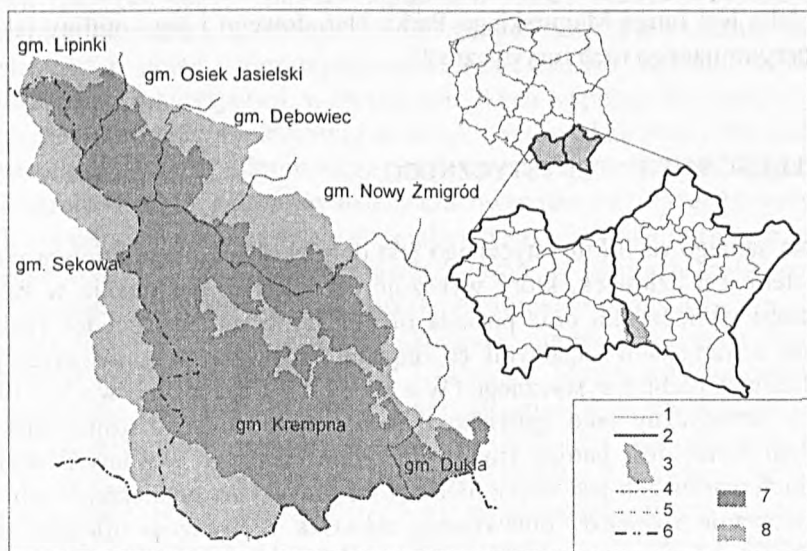 gm. Lipinki
gm. Osiek Jasielski
gm. Dębowiec
gm. Nowy Żmigród
gm. Sękowa
gm. Krempna
gm. Dukla
1
2
3
4
5
6
7
8